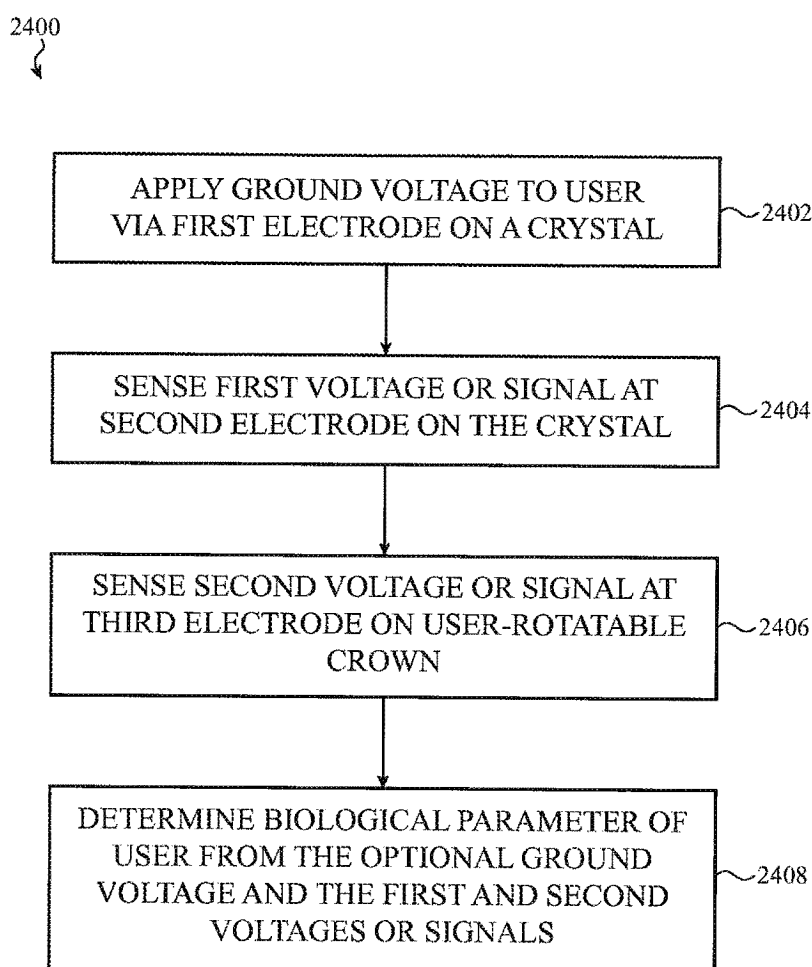 2400
APPLY GROUND VOLTAGE TO USER
VIA FIRST ELECTRODE ON A CRYSTAL
2402
SENSE FIRST VOLTAGE OR SIGNAL AT
SECOND ELECTRODE ON THE CRYSTAL
2404
SENSE SECOND VOLTAGE OR SIGNAL AT
THIRD ELECTRODE ON USER-ROTATABLE
CROWN
2406
DETERMINE BIOLOGICAL PARAMETER OF
USER FROM THE OPTIONAL GROUND
VOLTAGE AND THE FIRST AND SECOND
VOLTAGES OR SIGNALS
2408